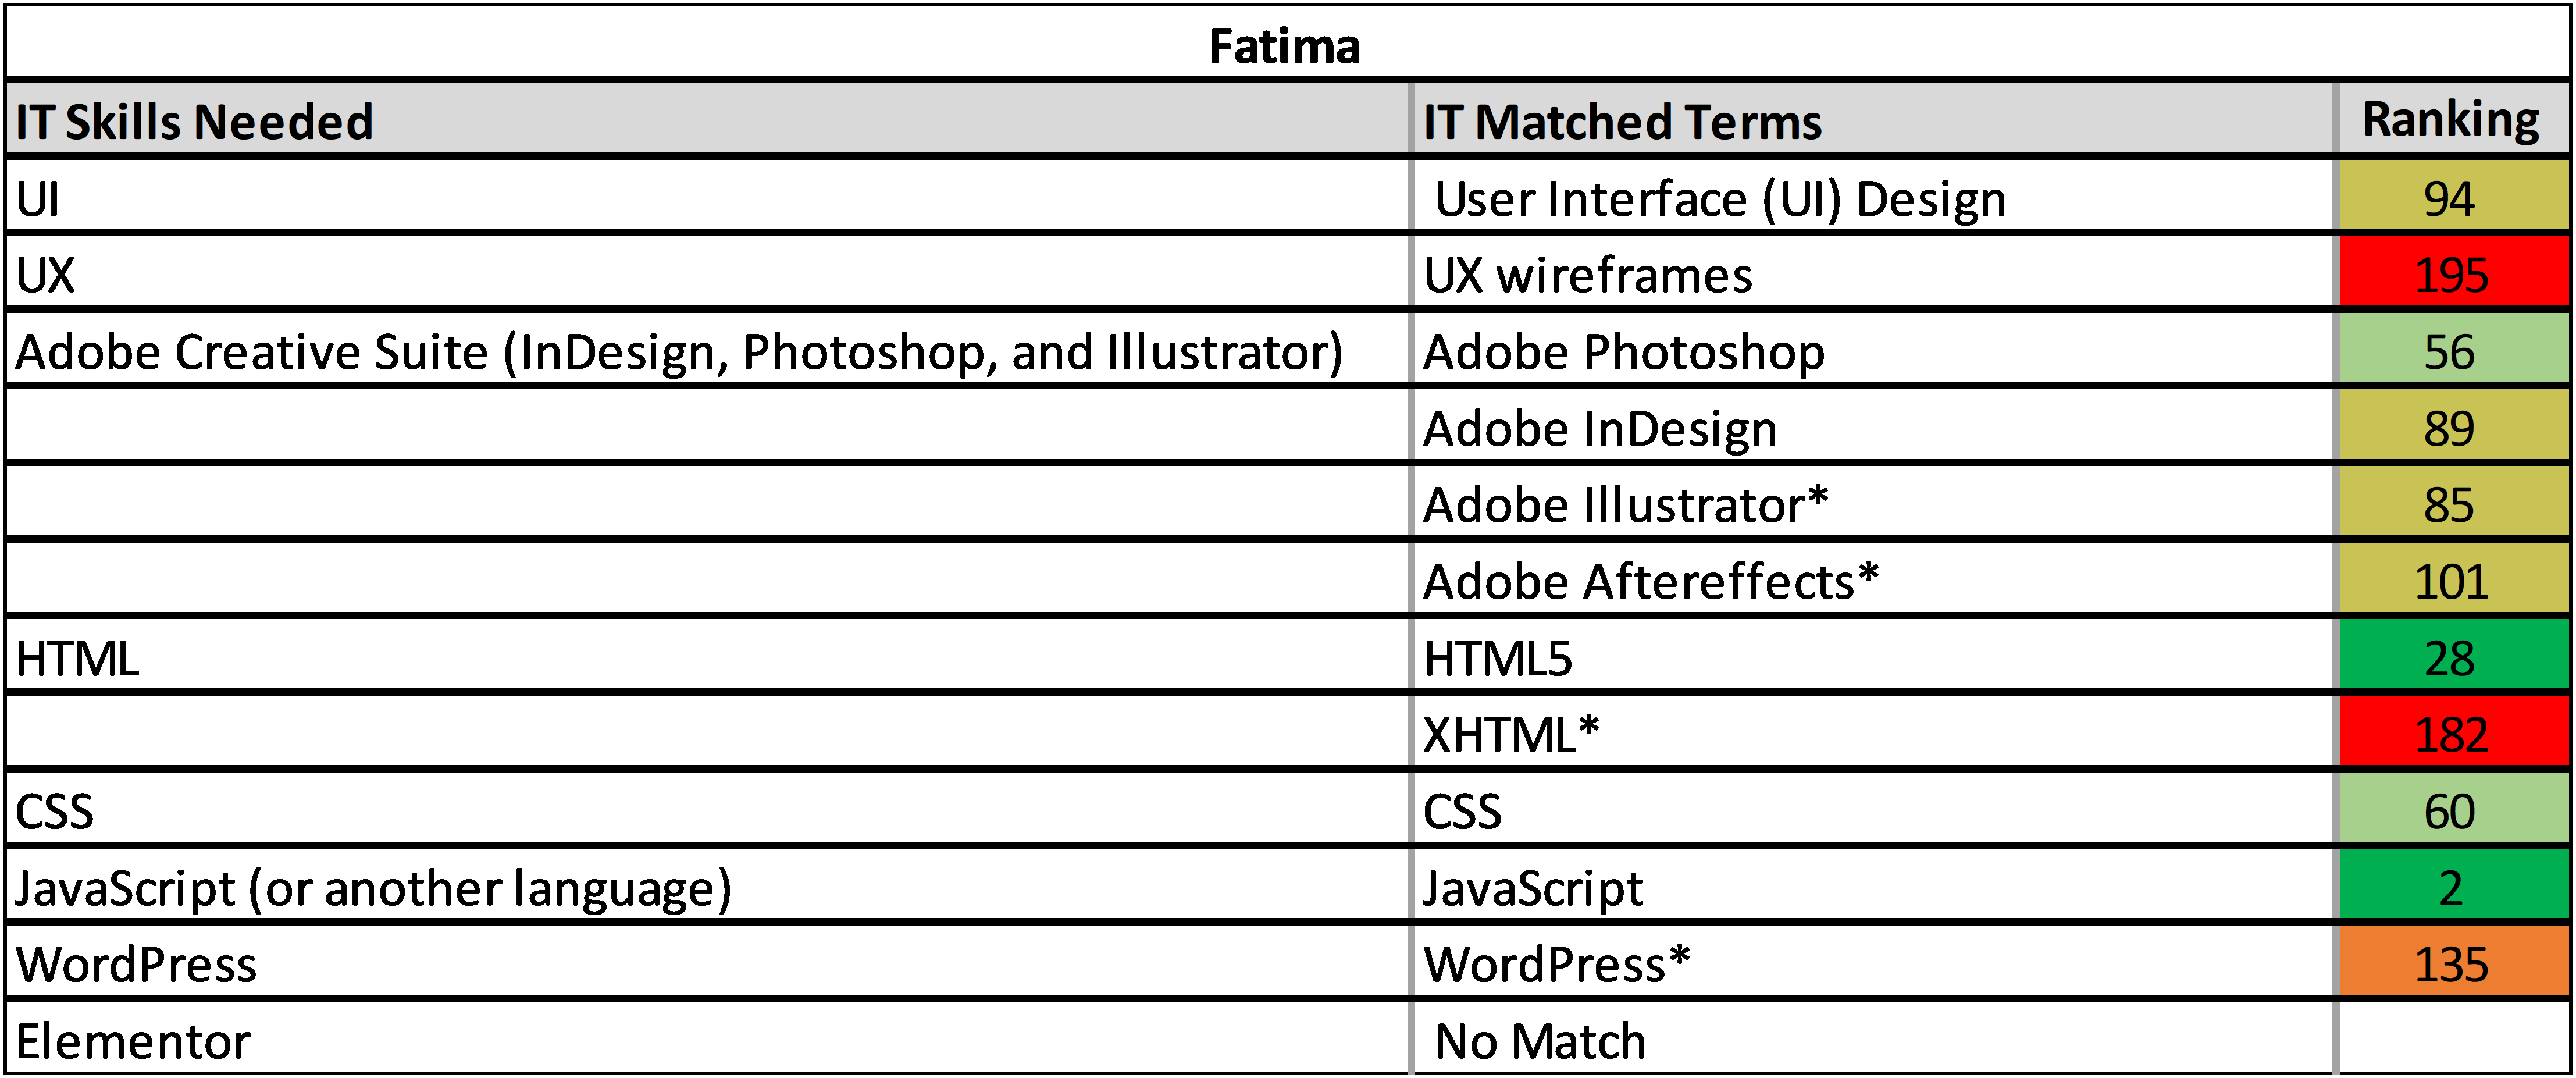 Fatima
IT Skills Needed IT Matched Terms Ranking
UI User Interface (UI) Design 94
UX UX wireframes 195
Adobe Creative Suite (InDesign, Photoshop, and Illustrator) Adobe Photoshop 56
Adobe InDesign 89
Adobe Illustrator* 85
Adobe Aftereffects* 101
HTML HTML5 28
XHTML* 182
CSS CSS 60
JavaScript (or another language) JavaScript 2
WordPress WordPress* 135
Elementor No Match